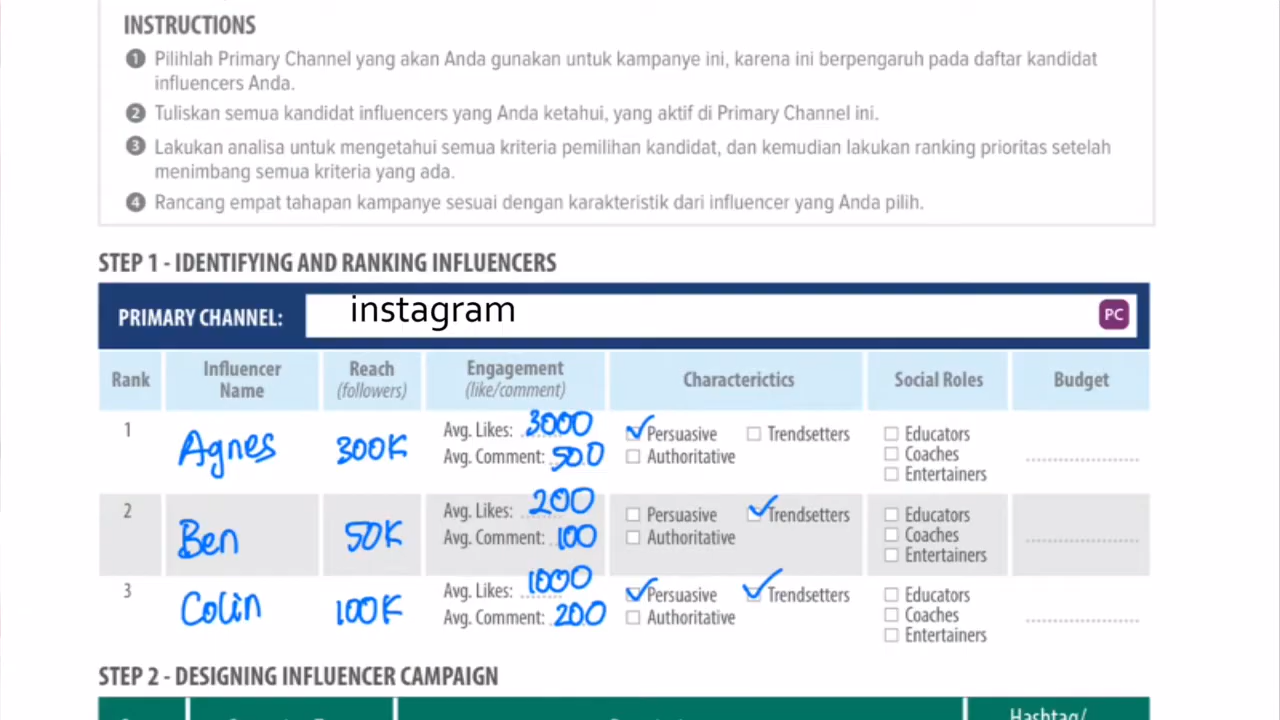 INSTRUCTIONS
1 Pilihlah Primary Channel yang akan Anda gunakan untuk kampanye ini, karena ini berpengaruh pada daftar kandidat
influencers Anda.
2 Tuliskan semua kandidat influencers yang Anda ketahui, yang aktif di Primary Channel ini.
3 Lakukan analisa untuk mengetahui semua kriteria pemilihan kandidat, dan kemudian lakukan ranking prioritas setelah
menimbang semua kriteria yang ada.
4 Rancang empat tahapan kampanye sesuai dengan karakteristik dari influencer yang Anda pilih.
STEP 1 - IDENTIFYING AND RANKING INFLUENCERS
PRIMARY CHANNEL: instagram PC
Rank
Influencer
Name
Reach
(followers)
Engagement
(like/comment)
Characterictics
Social Roles
Budget
1
Agnes
300K
Avg. Likes: 3000
Avg. Comment: 500
Persuasive Trendsetters
Authoritative
Educators
Coaches
Entertainers
2
Ben
50K
Avg. Likes: 200
Avg. Comment: 100
Persuasive Trendsetters
Authoritative
Educators
Coaches
Entertainers
3
Colin
100K
Avg. Likes: 1000
Avg. Comment: 200
Persuasive Trendsetters
Authoritative
Educators
Coaches
Entertainers
STEP 2 - DESIGNING INFLUENCER CAMPAIGN
Hashtag/